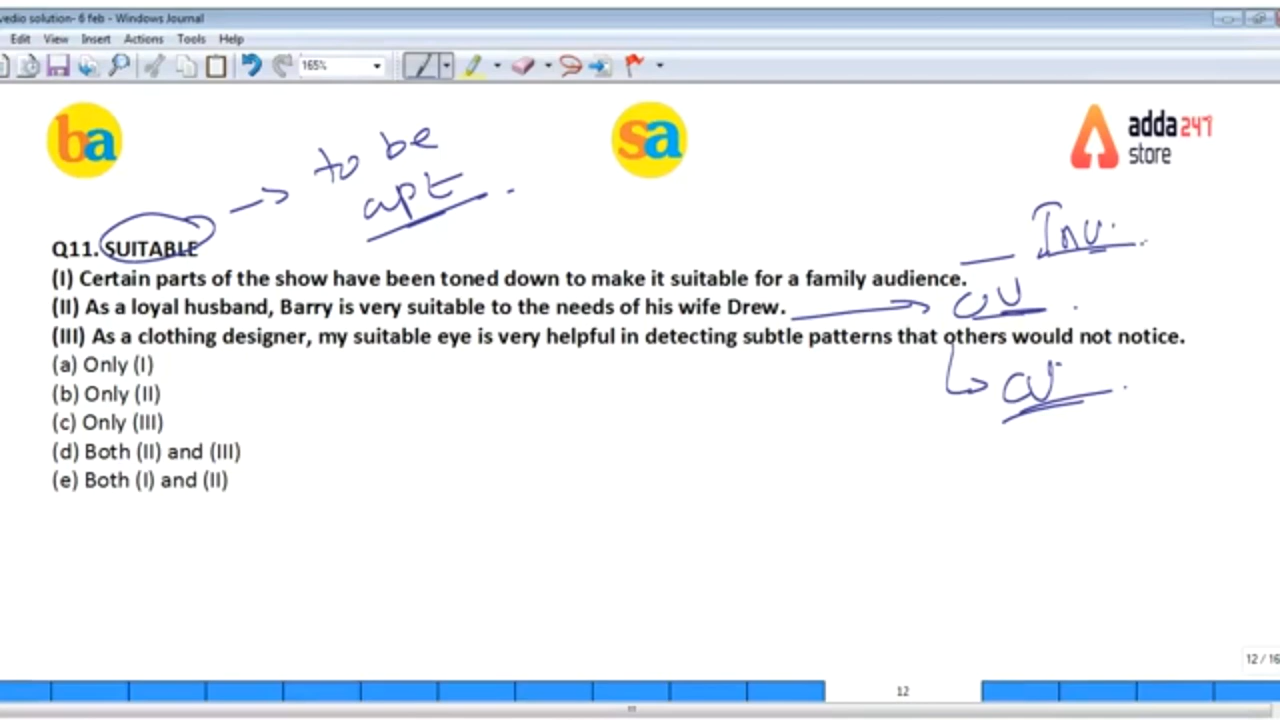 vedio solution- 6 feb - Windows Journal
Edit View Insert Actions Tools Help
165%
ba
sa
adda247
store
to be
apt
Inv.
Q11. SUITABLE
(I) Certain parts of the show have been toned down to make it suitable for a family audience.
(II) As a loyal husband, Barry is very suitable to the needs of his wife Drew.
(III) As a clothing designer, my suitable eye is very helpful in detecting subtle patterns that others would not notice.
(a) Only (I)
(b) Only (II)
(c) Only (III)
(d) Both (II) and (III)
(e) Both (I) and (II)
12 / 16
12